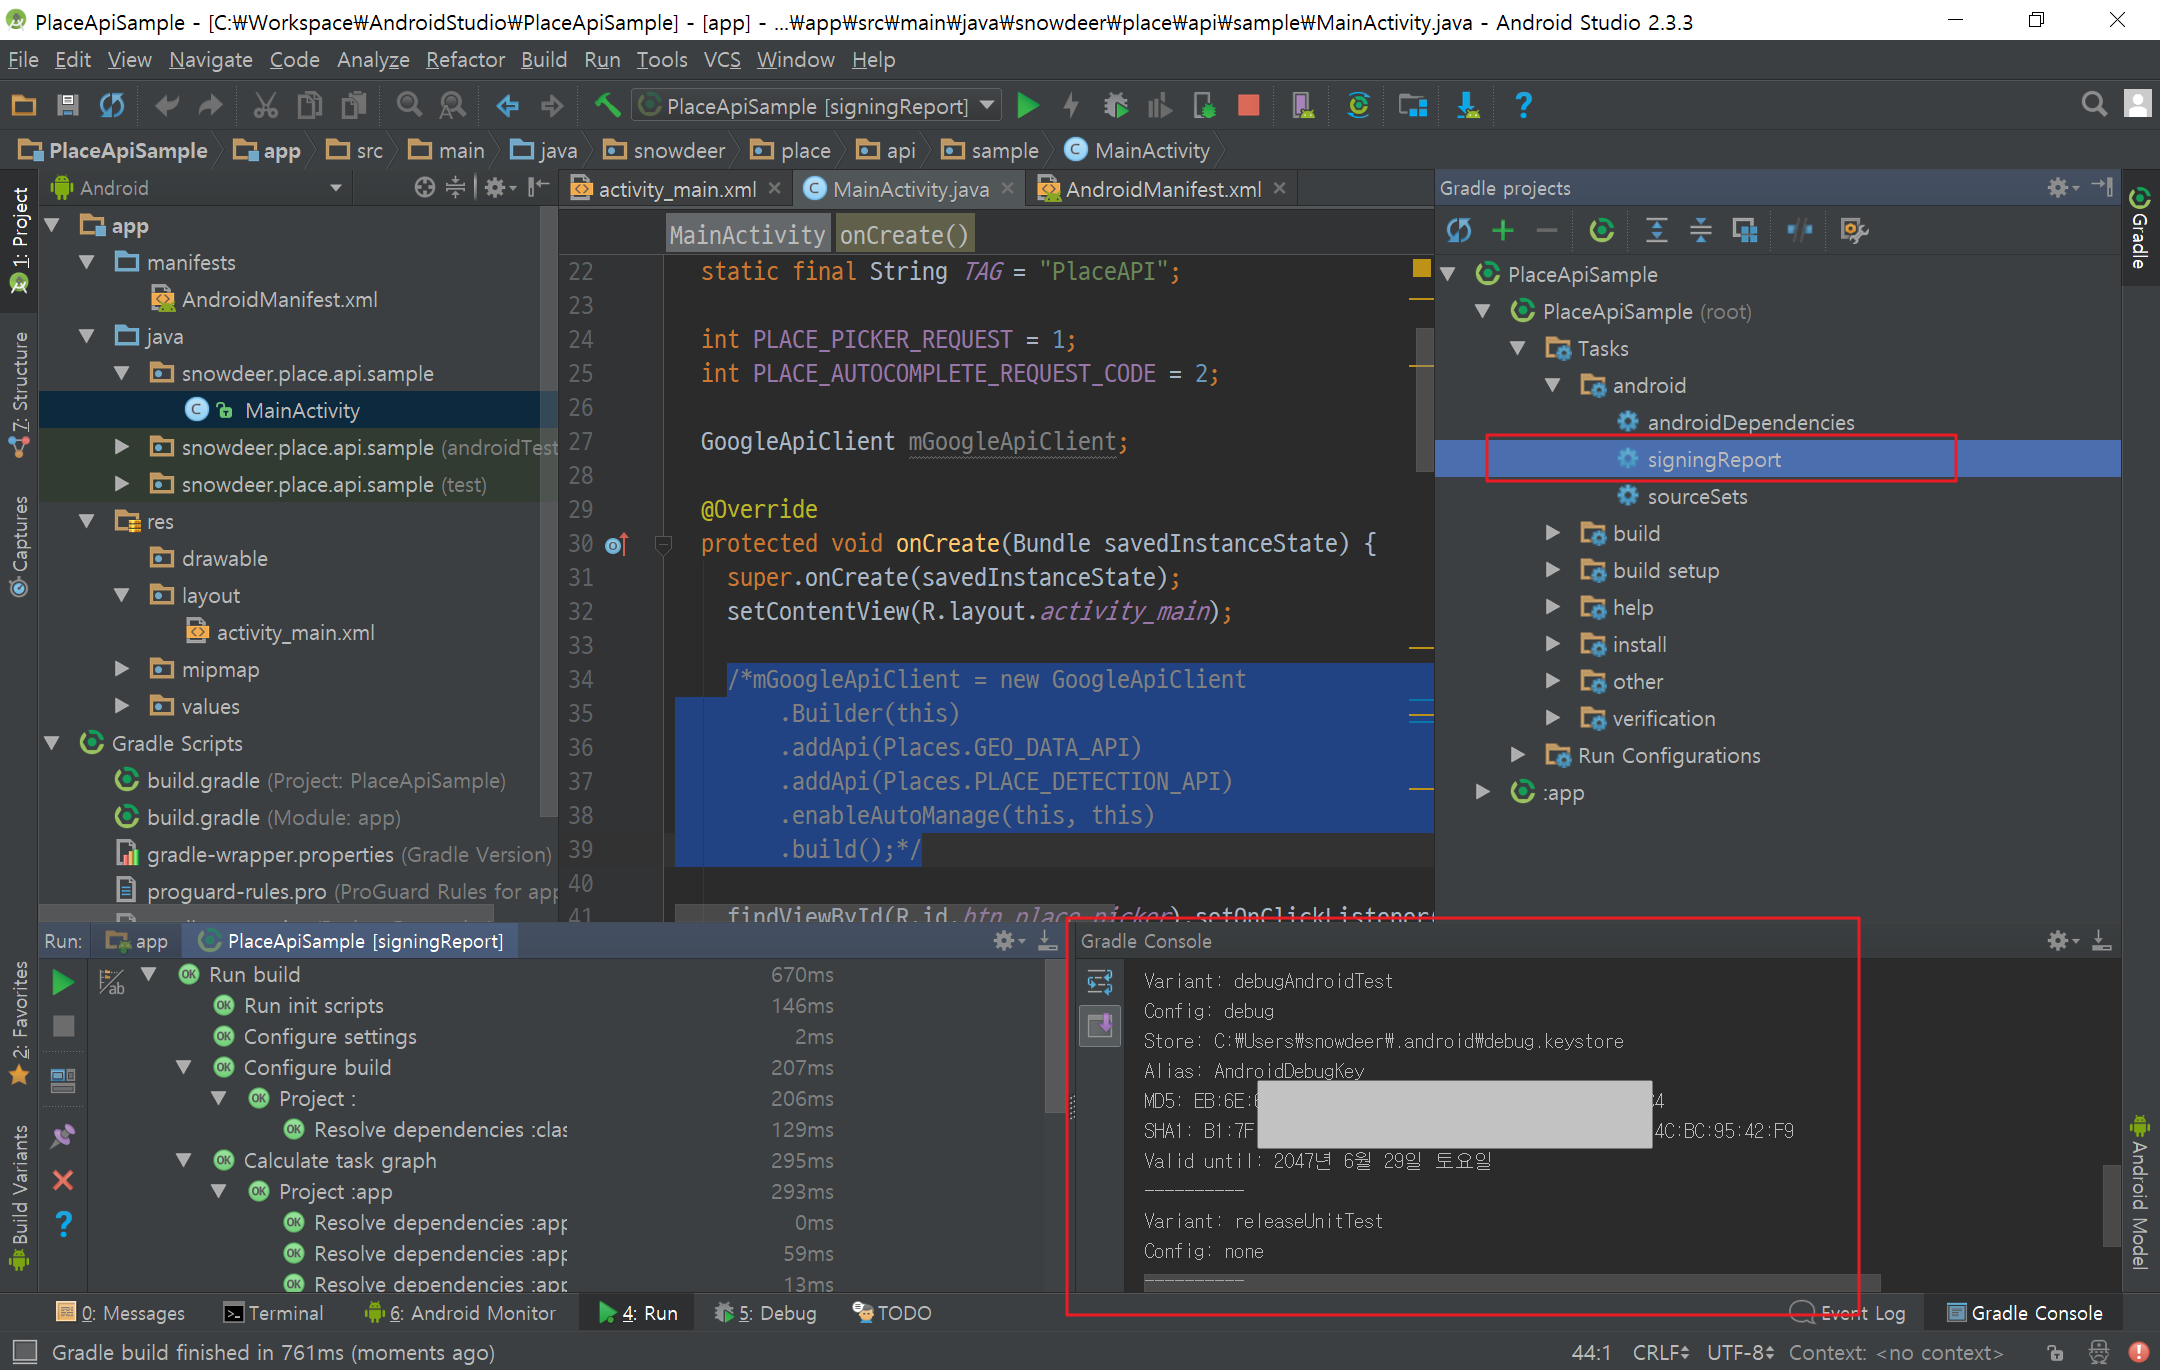 PlaceApiSample - [C:₩Workspace₩AndroidStudio₩PlaceApiSample] - [app] - ...₩app₩src₩main₩java₩snowdeer₩place₩api₩sample₩MainActivity.java - Android Studio 2.3.3
File Edit View Navigate Code Analyze Refactor Build Run Tools VCS Window Help
PlaceApiSample [signingReport]
PlaceApiSample app src main java snowdeer place api sample MainActivity
1: Project
7: Structure
Captures
2: Favorites
Build Variants
Android
app
manifests
AndroidManifest.xml
java
snowdeer.place.api.sample
MainActivity
snowdeer.place.api.sample (androidTest
snowdeer.place.api.sample (test)
res
drawable
layout
activity_main.xml
mipmap
values
Gradle Scripts
build.gradle (Project: PlaceApiSample)
build.gradle (Module: app)
gradle-wrapper.properties (Gradle Version)
proguard-rules.pro (ProGuard Rules for app
activity_main.xml MainActivity.java AndroidManifest.xml
MainActivity onCreate()
22 static final String TAG = "PlaceAPI";
23
24 int PLACE_PICKER_REQUEST = 1;
25 int PLACE_AUTOCOMPLETE_REQUEST_CODE = 2;
26
27 GoogleApiClient mGoogleApiClient;
28
29 @Override
30 protected void onCreate(Bundle savedInstanceState) {
31 super.onCreate(savedInstanceState);
32 setContentView(R.layout.activity_main);
33
34 /*mGoogleApiClient = new GoogleApiClient
35 .Builder(this)
36 .addApi(Places.GEO_DATA_API)
37 .addApi(Places.PLACE_DETECTION_API)
38 .enableAutoManage(this, this)
39 .build();*/
40
41 findViewById(R.id.btn_place_picker).setOnClickListener(
Gradle projects
PlaceApiSample
PlaceApiSample (root)
Tasks
android
androidDependencies
signingReport
sourceSets
build
build setup
help
install
other
verification
Run Configurations
:app
Gradle
Android Model
Run: app PlaceApiSample [signingReport]
Run build 670ms
Run init scripts 146ms
Configure settings 2ms
Configure build 207ms
Project : 206ms
Resolve dependencies :clas 129ms
Calculate task graph 295ms
Project :app 293ms
Resolve dependencies :app 0ms
Resolve dependencies :app 59ms
Resolve dependencies :app 13ms
Gradle Console
Variant: debugAndroidTest
Config: debug
Store: C:₩Users₩snowdeer₩.android₩debug.keystore
Alias: AndroidDebugKey
MD5: EB:6E:
SHA1: B1:7F 4C:BC:95:42:F9
Valid until: 2047년 6월 29일 토요일
----------
Variant: releaseUnitTest
Config: none
----------
0: Messages Terminal 6: Android Monitor 4: Run 5: Debug TODO Event Log Gradle Console
Gradle build finished in 761ms (moments ago) 44:1 CRLF UTF-8 Context: <no context>